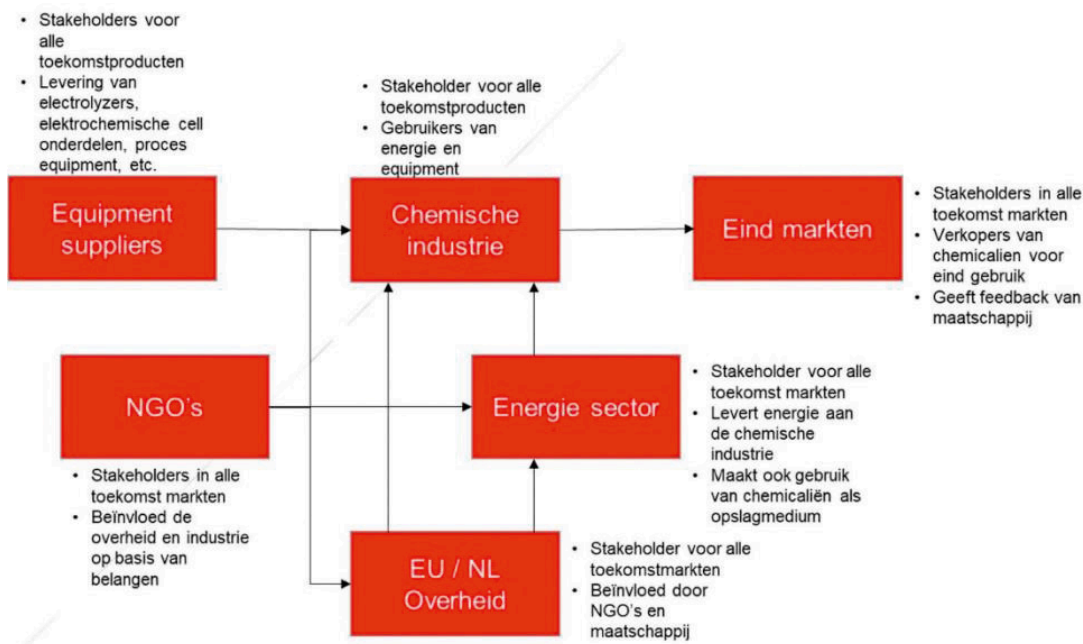 • Stakeholders voor
alle
toekomstproducten
• Levering van
electrolyzers,
elektrochemische cell
onderdelen, proces
equipment, etc.
Equipment
suppliers
• Stakeholder voor alle
toekomstproducten
• Gebruikers van
energie en
equipment
Chemische
industrie
Eind markten
• Stakeholders in alle
toekomst markten
• Verkopers van
chemicalien voor
eind gebruik
• Geeft feedback van
maatschappij
NGO's
• Stakeholders in alle
toekomst markten
• Beïnvloed de
overheid en industrie
op basis van
belangen
Energie sector
• Stakeholder voor alle
toekomst markten
• Levert energie aan
de chemische
industrie
• Maakt ook gebruik
van chemicaliën als
opslagmedium
EU / NL
Overheid
• Stakeholder voor alle
toekomstmarkten
• Beïnvloed door
NGO's en
maatschappij